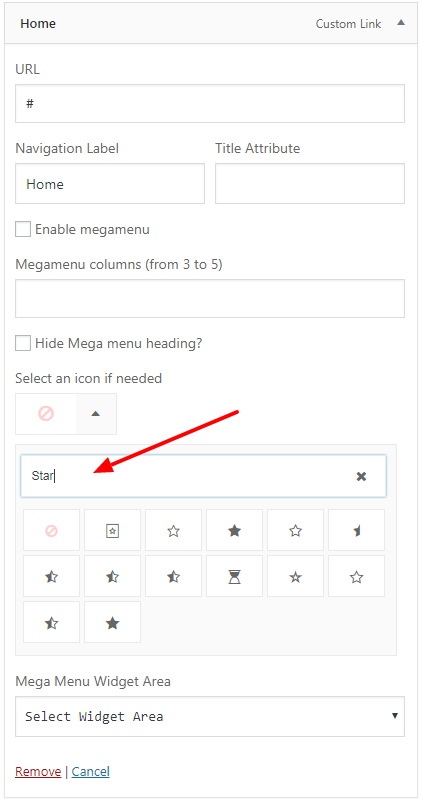 Home Custom Link
URL
#
Navigation Label Title Attribute
Home
Enable megamenu
Megamenu columns (from 3 to 5)
Hide Mega menu heading?
Select an icon if needed
Star
Mega Menu Widget Area
Select Widget Area
Remove | Cancel